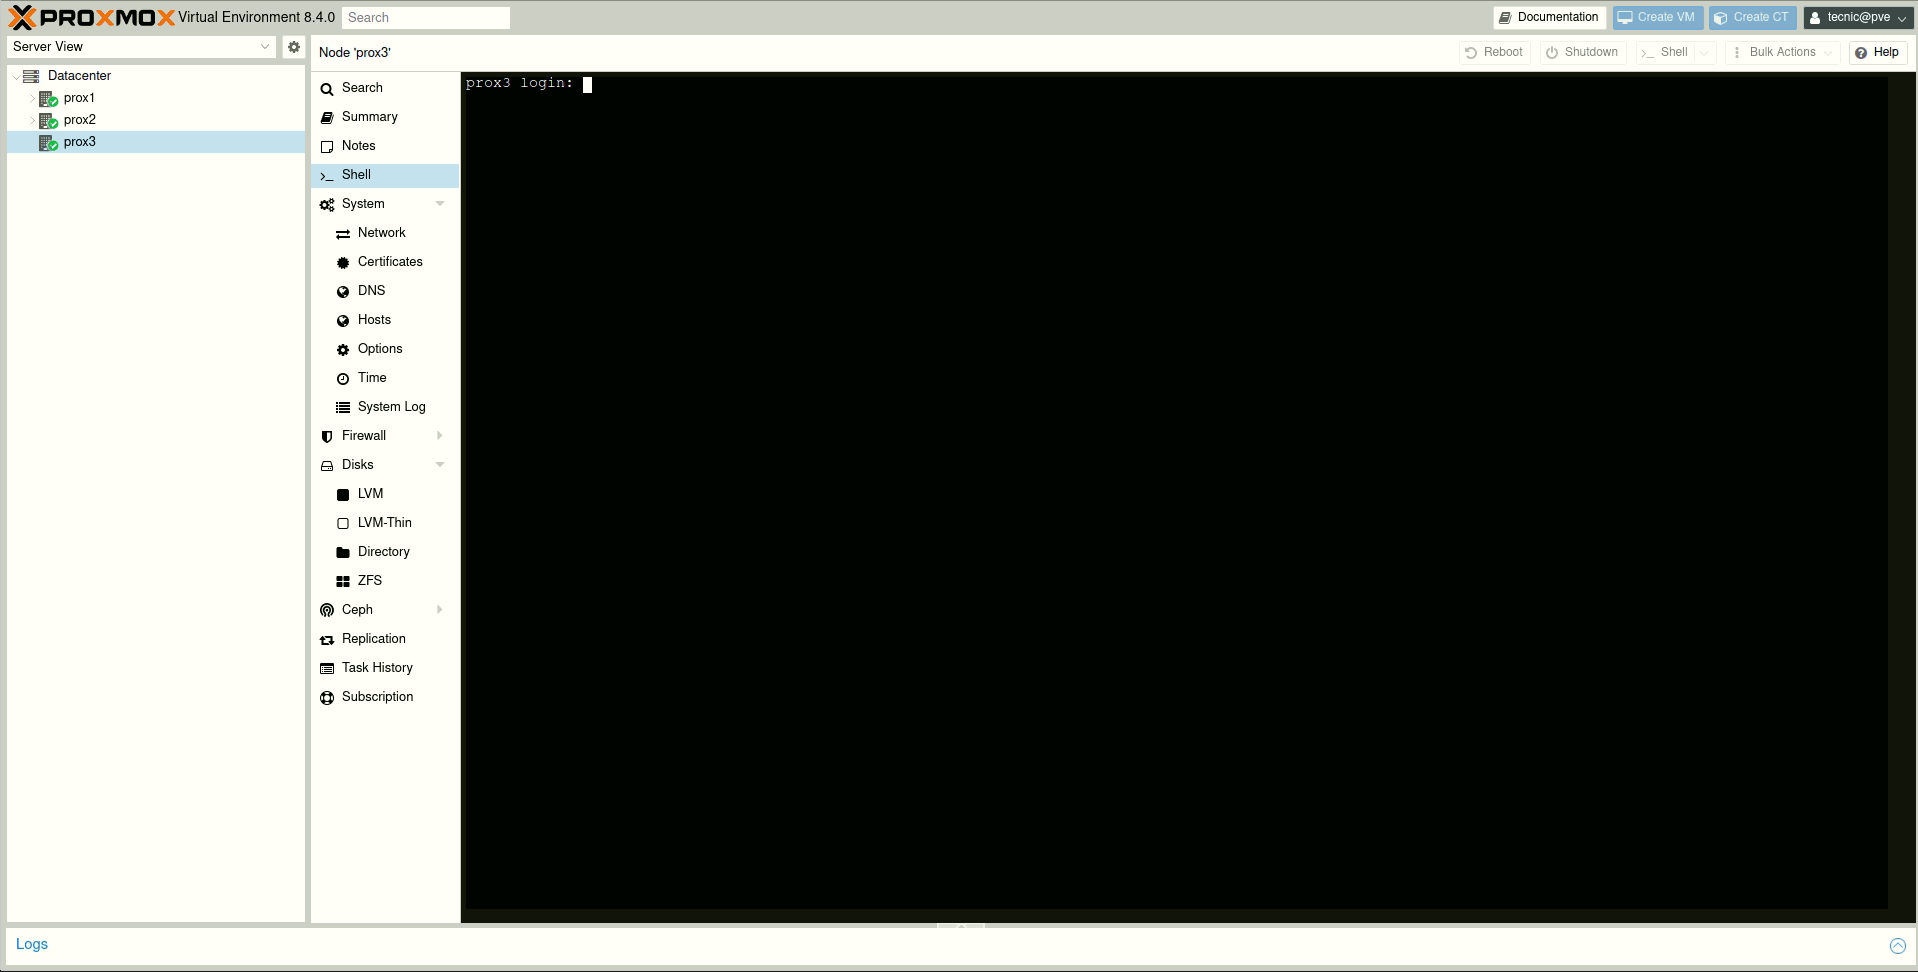 PROXMOX Virtual Environment 8.4.0 Search Documentation Create VM Create CT tecnic@pve
Server View
Node 'prox3' Reboot Shutdown Shell Bulk Actions Help
Datacenter
prox1
prox2
prox3
Search
Summary
Notes
Shell
System
Network
Certificates
DNS
Hosts
Options
Time
System Log
Firewall
Disks
LVM
LVM-Thin
Directory
ZFS
Ceph
Replication
Task History
Subscription
prox3 login:
Logs